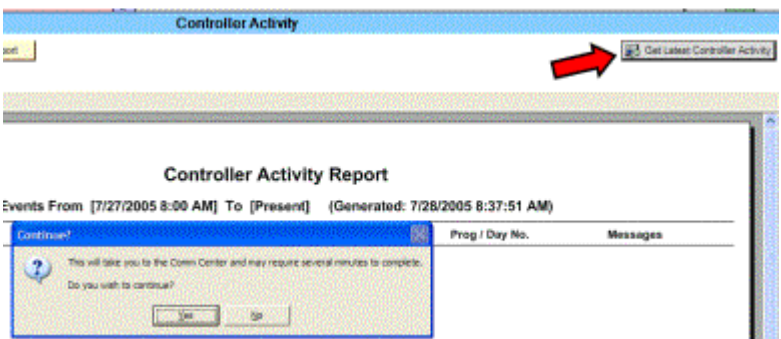 Controller Activity
port
Get Latest Controller Activity
Controller Activity Report
Events From [7/27/2005 8:00 AM] To [Present] (Generated: 7/28/2005 8:37:51 AM)
Continue?
Prog / Day No. Messages
This will take you to the Comm Center and may require several minutes to complete.
Do you wish to continue?
Yes No